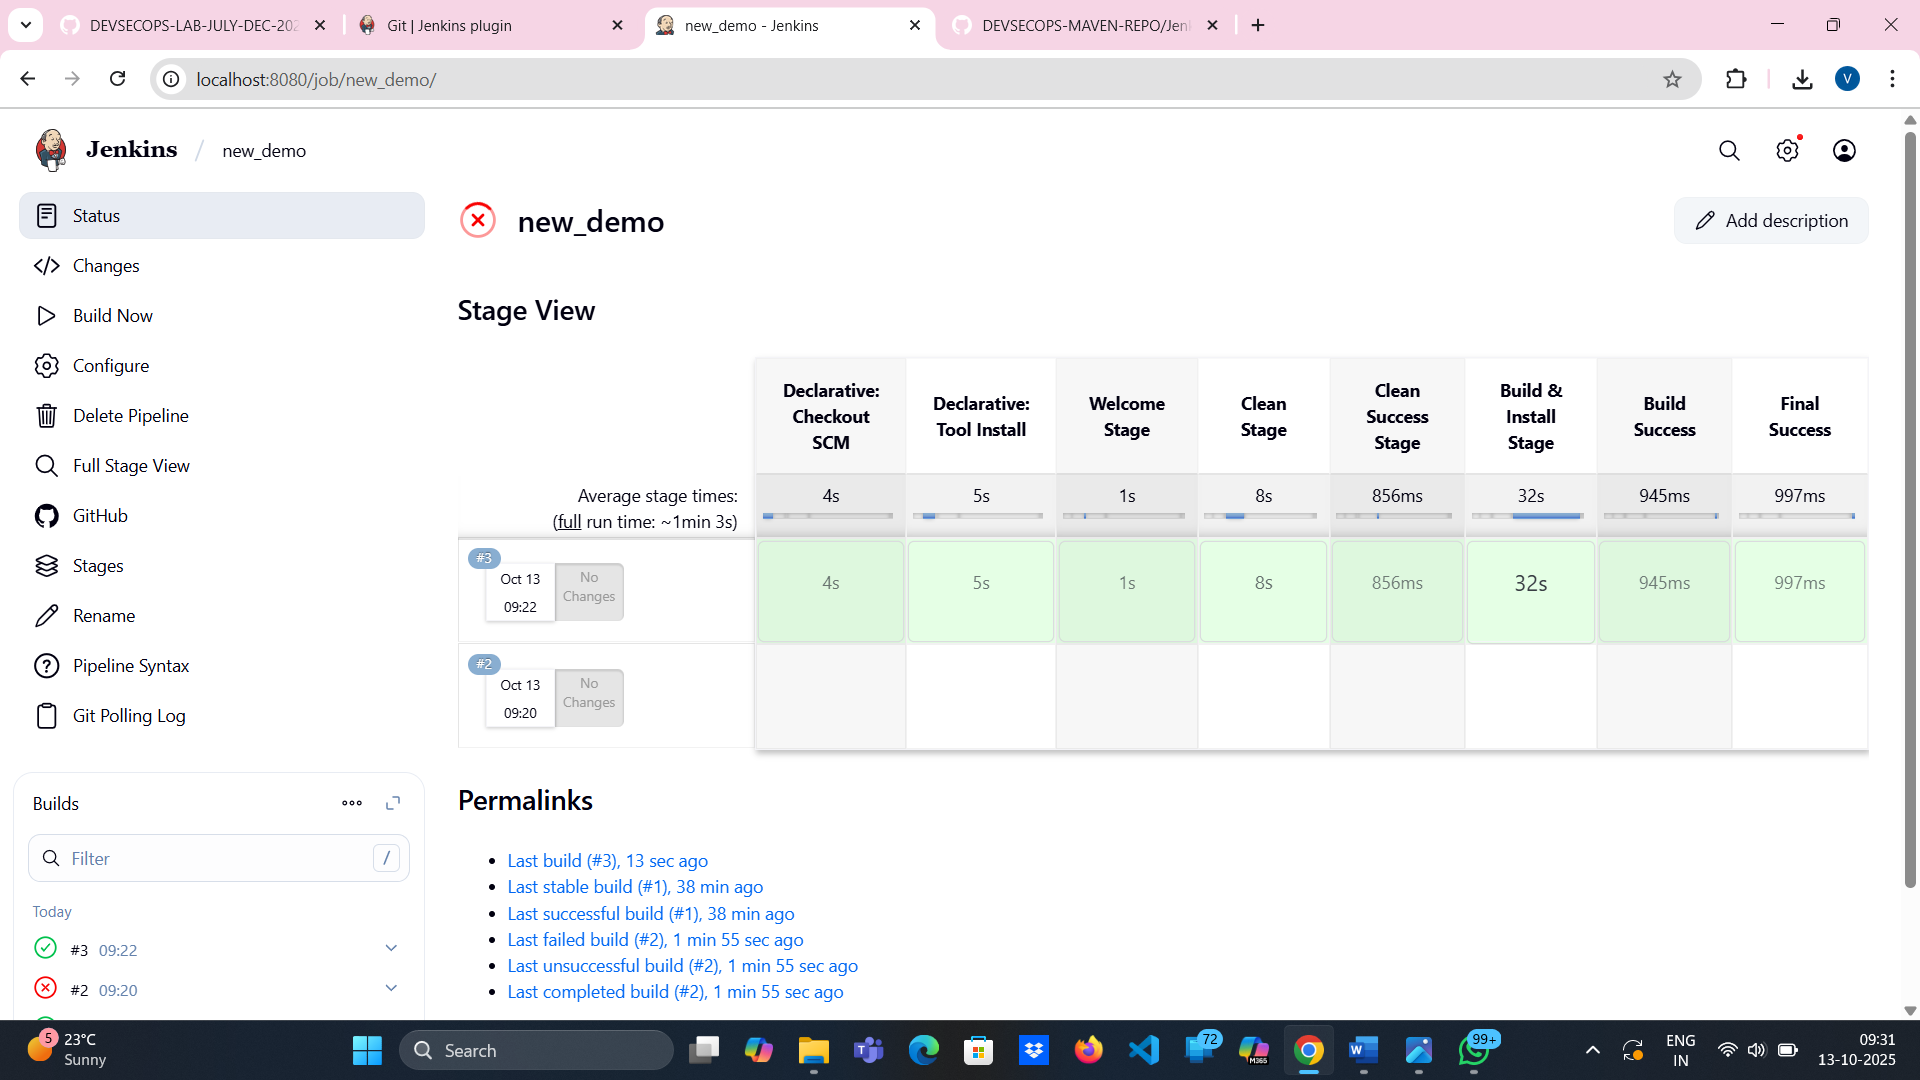 DEVSECOPS-LAB-JULY-DEC-202
Git | Jenkins plugin
new_demo - Jenkins
DEVSECOPS-MAVEN-REPO/Jenl
localhost:8080/job/new_demo/
V
Jenkins / new_demo
Status
Changes
Build Now
Configure
Delete Pipeline
Full Stage View
GitHub
Stages
Rename
Pipeline Syntax
Git Polling Log
Builds
Filter
/
Today
#3 09:22
#2 09:20
new_demo
Add description
Stage View
Declarative:
Checkout
SCM
Declarative:
Tool Install
Welcome
Stage
Clean
Stage
Clean
Success
Stage
Build &
Install
Stage
Build
Success
Final
Success
Average stage times:
(full run time: ~1min 3s)
4s
5s
1s
8s
856ms
32s
945ms
997ms
#3
Oct 13
09:22
No
Changes
4s
5s
1s
8s
856ms
32s
945ms
997ms
#2
Oct 13
09:20
No
Changes
Permalinks
Last build (#3), 13 sec ago
Last stable build (#1), 38 min ago
Last successful build (#1), 38 min ago
Last failed build (#2), 1 min 55 sec ago
Last unsuccessful build (#2), 1 min 55 sec ago
Last completed build (#2), 1 min 55 sec ago
5
23°C
Sunny
Search
T
72
M365
W
99+
ENG
IN
09:31
13-10-2025